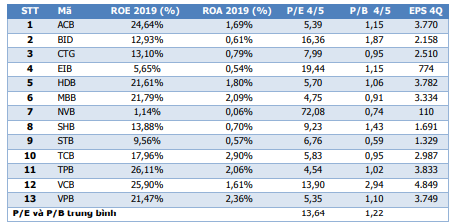 STT Mã ROE 2019 (%) ROA 2019 (%) P/E 4/5 P/B 4/5 EPS 4Q
1 ACB 24,64% 1,69% 5,39 1,15 3.770
2 BID 12,93% 0,61% 16,36 1,87 2.158
3 CTG 13,10% 0,79% 7,99 0,95 2.510
4 EIB 5,65% 0,54% 19,44 1,15 774
5 HDB 21,61% 1,80% 5,70 1,06 3.782
6 MBB 21,79% 2,09% 4,75 0,91 3.334
7 NVB 1,14% 0,06% 72,08 0,74 110
8 SHB 13,88% 0,70% 9,23 1,43 1.691
9 STB 9,56% 0,57% 6,76 0,59 1.329
10 TCB 17,96% 2,90% 5,83 0,95 2.987
11 TPB 26,11% 2,06% 4,54 1,02 3.833
12 VCB 25,90% 1,61% 13,90 2,94 4.849
13 VPB 21,47% 2,36% 5,35 1,10 3.749
P/E và P/B trung bình 13,64 1,22